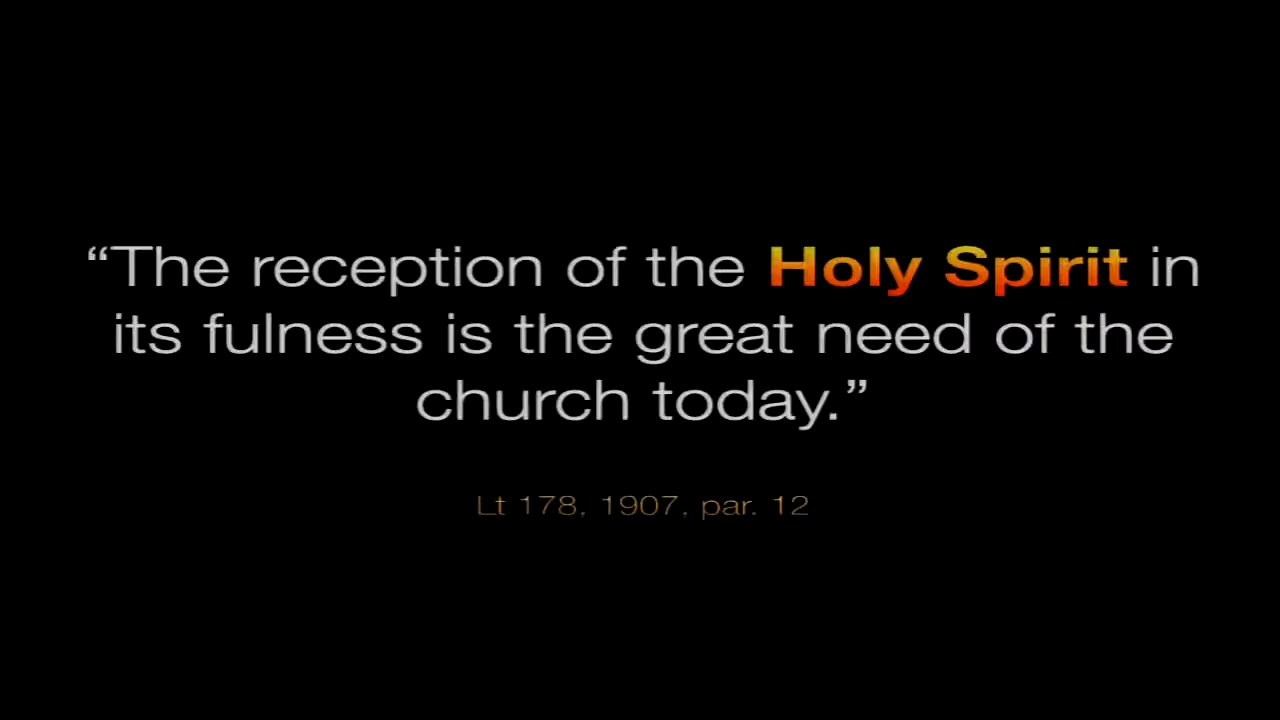 “The reception of the Holy Spirit in
its fulness is the great need of the
church today.”
Lt 178, 1907, par. 12